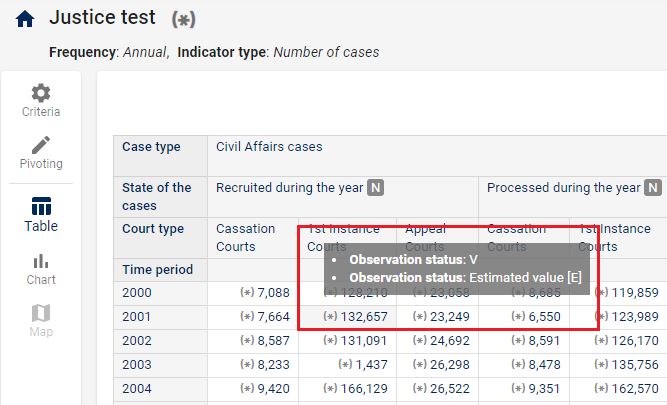 Justice test (*)
Frequency: Annual, Indicator type: Number of cases
Criteria
Pivoting
Table
Chart
Map
Case type Civil Affairs cases
State of the cases Recruited during the year N Processed during the year N
Court type Cassation Courts 1st Instance Courts Appeal Cassation Courts 1st Instance Courts
• Observation status: V
• Observation status: Estimated value [E]
Time period
2000 (*) 7,088 (*) 128,210 (*) 23,058 (*) 8,685 (*) 119,859
2001 (*) 7,664 (*) 132,657 (*) 23,249 (*) 6,550 (*) 123,989
2002 (*) 8,587 (*) 131,091 (*) 24,692 (*) 8,591 (*) 126,170
2003 (*) 8,233 (*) 1,437 (*) 26,298 (*) 8,478 (*) 135,756
2004 (*) 9,420 (*) 166,129 (*) 26,522 (*) 9,351 (*) 162,570